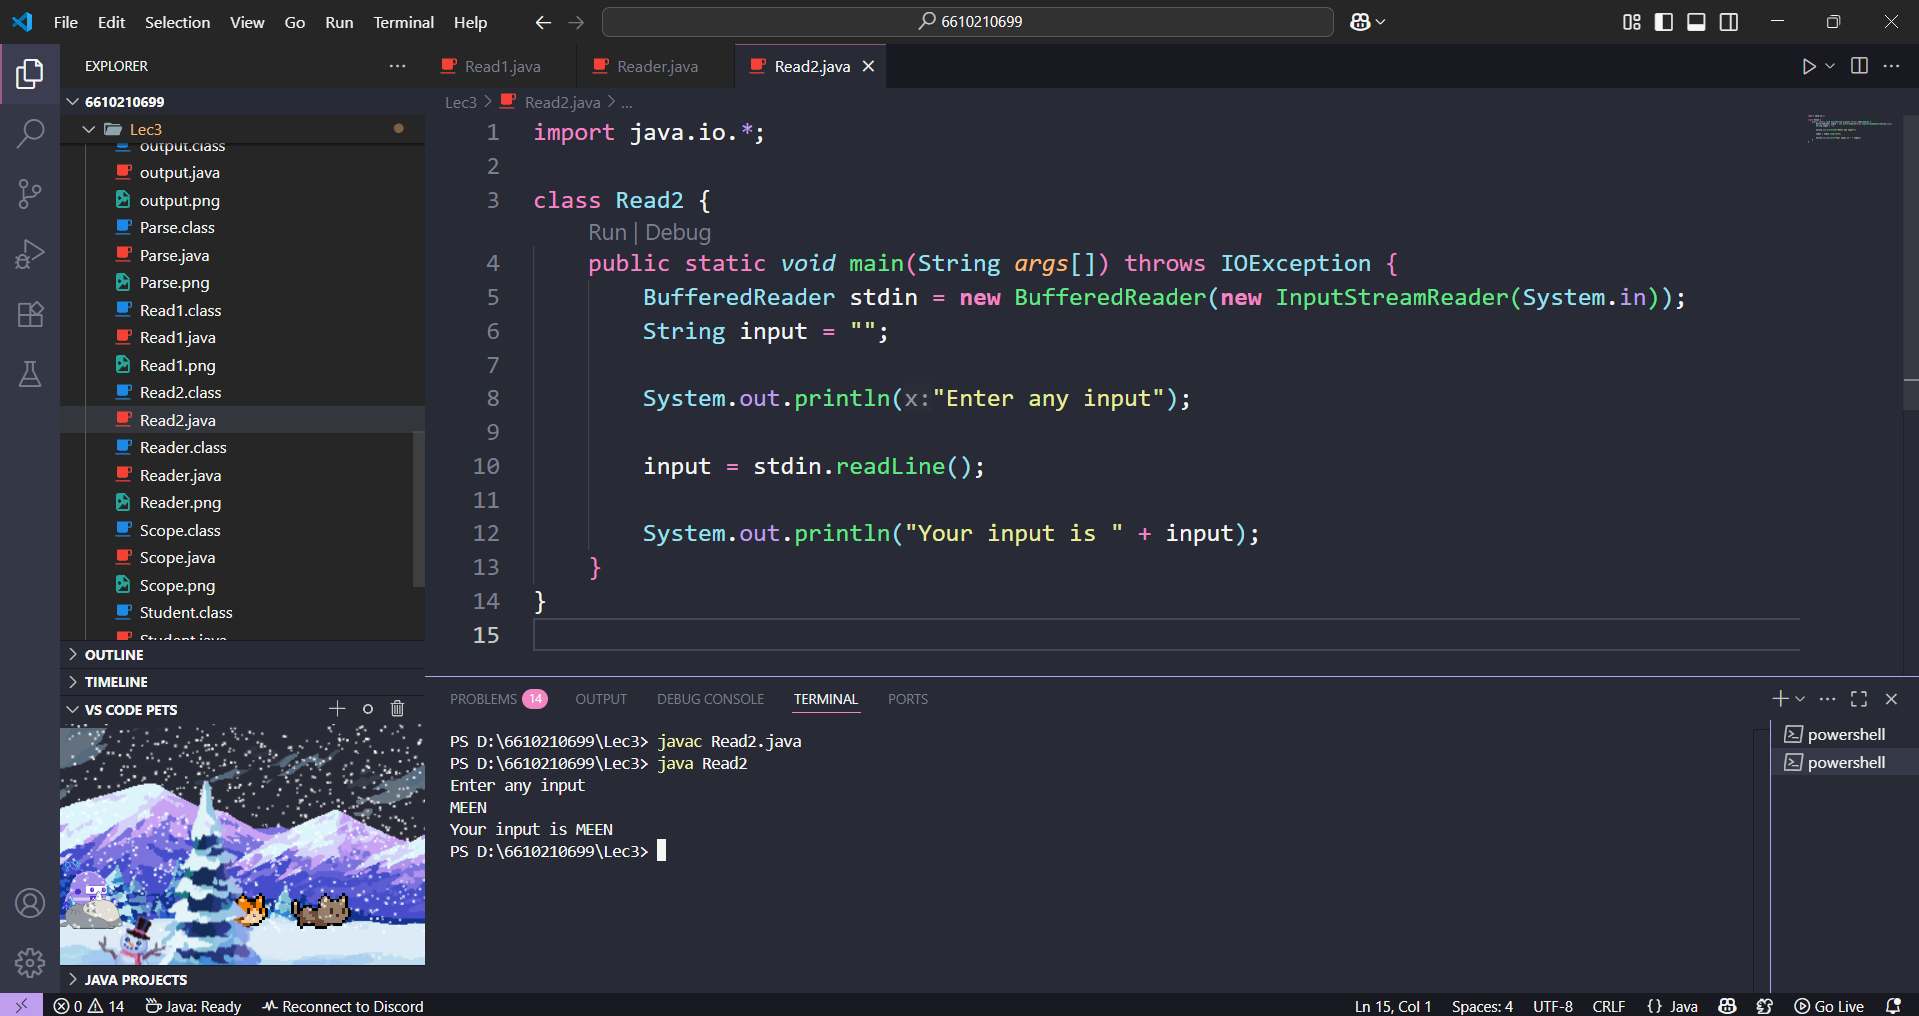 File Edit Selection View Go Run Terminal Help
6610210699
EXPLORER
6610210699
Lec3
output.class
output.java
output.png
Parse.class
Parse.java
Parse.png
Read1.class
Read1.java
Read1.png
Read2.class
Read2.java
Reader.class
Reader.java
Reader.png
Scope.class
Scope.java
Scope.png
Student.class
Student.java
OUTLINE
TIMELINE
VS CODE PETS
JAVA PROJECTS
Read1.java Reader.java Read2.java
Lec3 > Read2.java > ...
1 import java.io.*;
2
3 class Read2 {
Run | Debug
4 public static void main(String args[]) throws IOException {
5 BufferedReader stdin = new BufferedReader(new InputStreamReader(System.in));
6 String input = "";
7
8 System.out.println(x:"Enter any input");
9
10 input = stdin.readLine();
11
12 System.out.println("Your input is " + input);
13 }
14 }
15
PROBLEMS 14 OUTPUT DEBUG CONSOLE TERMINAL PORTS
PS D:\6610210699\Lec3> javac Read2.java
PS D:\6610210699\Lec3> java Read2
Enter any input
MEEN
Your input is MEEN
PS D:\6610210699\Lec3>
powershell
powershell
0 14 Java: Ready Reconnect to Discord
Ln 15, Col 1 Spaces: 4 UTF-8 CRLF {} Java Go Live